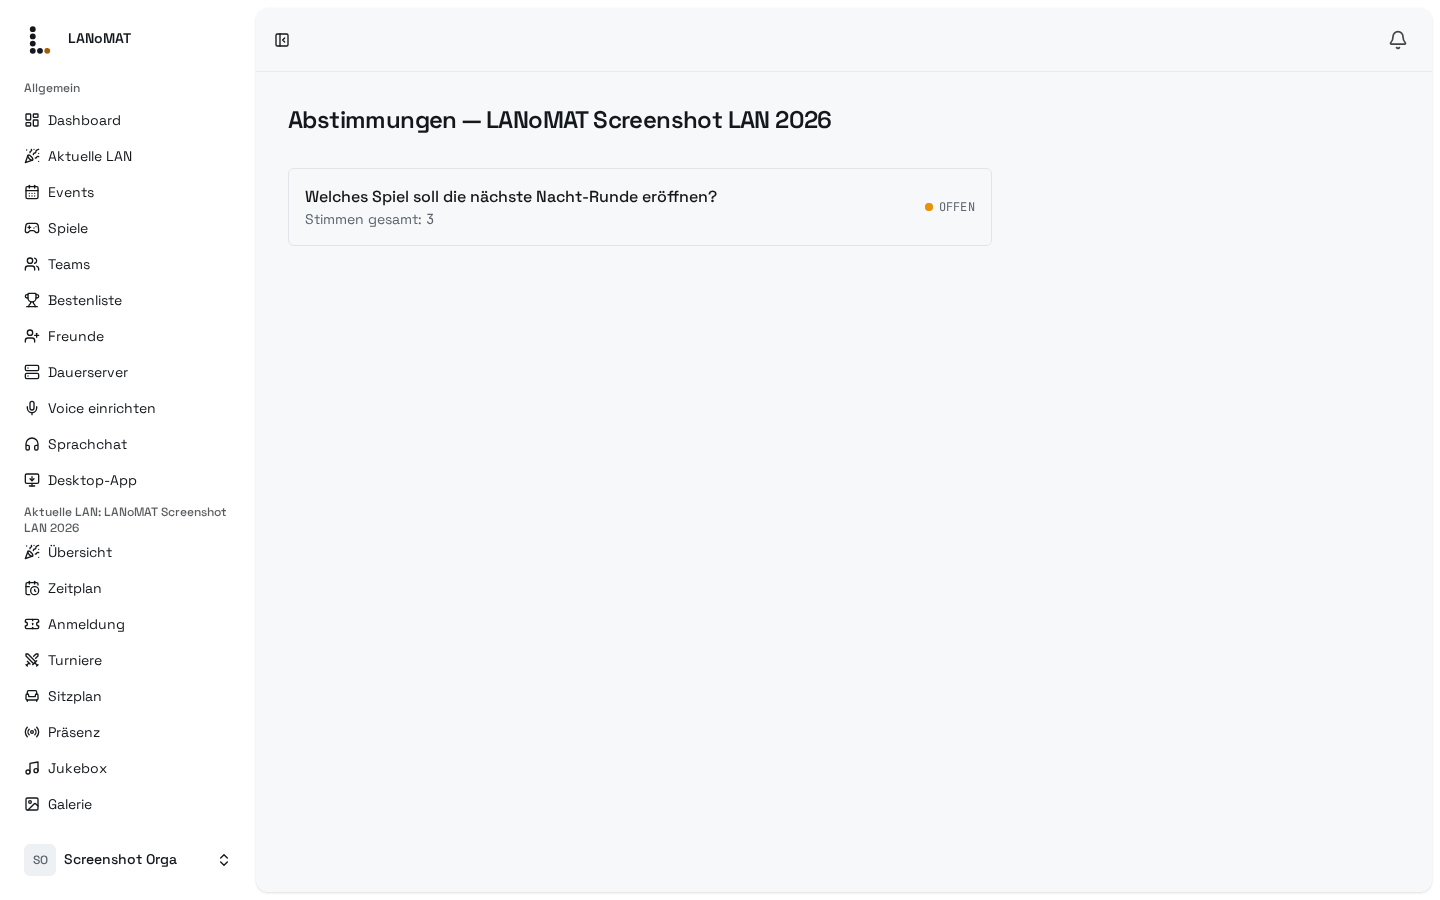 LANoMAT
Allgemein
Dashboard
Aktuelle LAN
Events
Spiele
Teams
Bestenliste
Freunde
Dauerserver
Voice einrichten
Sprachchat
Desktop-App
Aktuelle LAN: LANoMAT Screenshot
LAN 2026
Übersicht
Zeitplan
Anmeldung
Turniere
Sitzplan
Präsenz
Jukebox
Galerie
SO
Screenshot Orga
Abstimmungen — LANoMAT Screenshot LAN 2026
Welches Spiel soll die nächste Nacht-Runde eröffnen?
Stimmen gesamt: 3
OFFEN